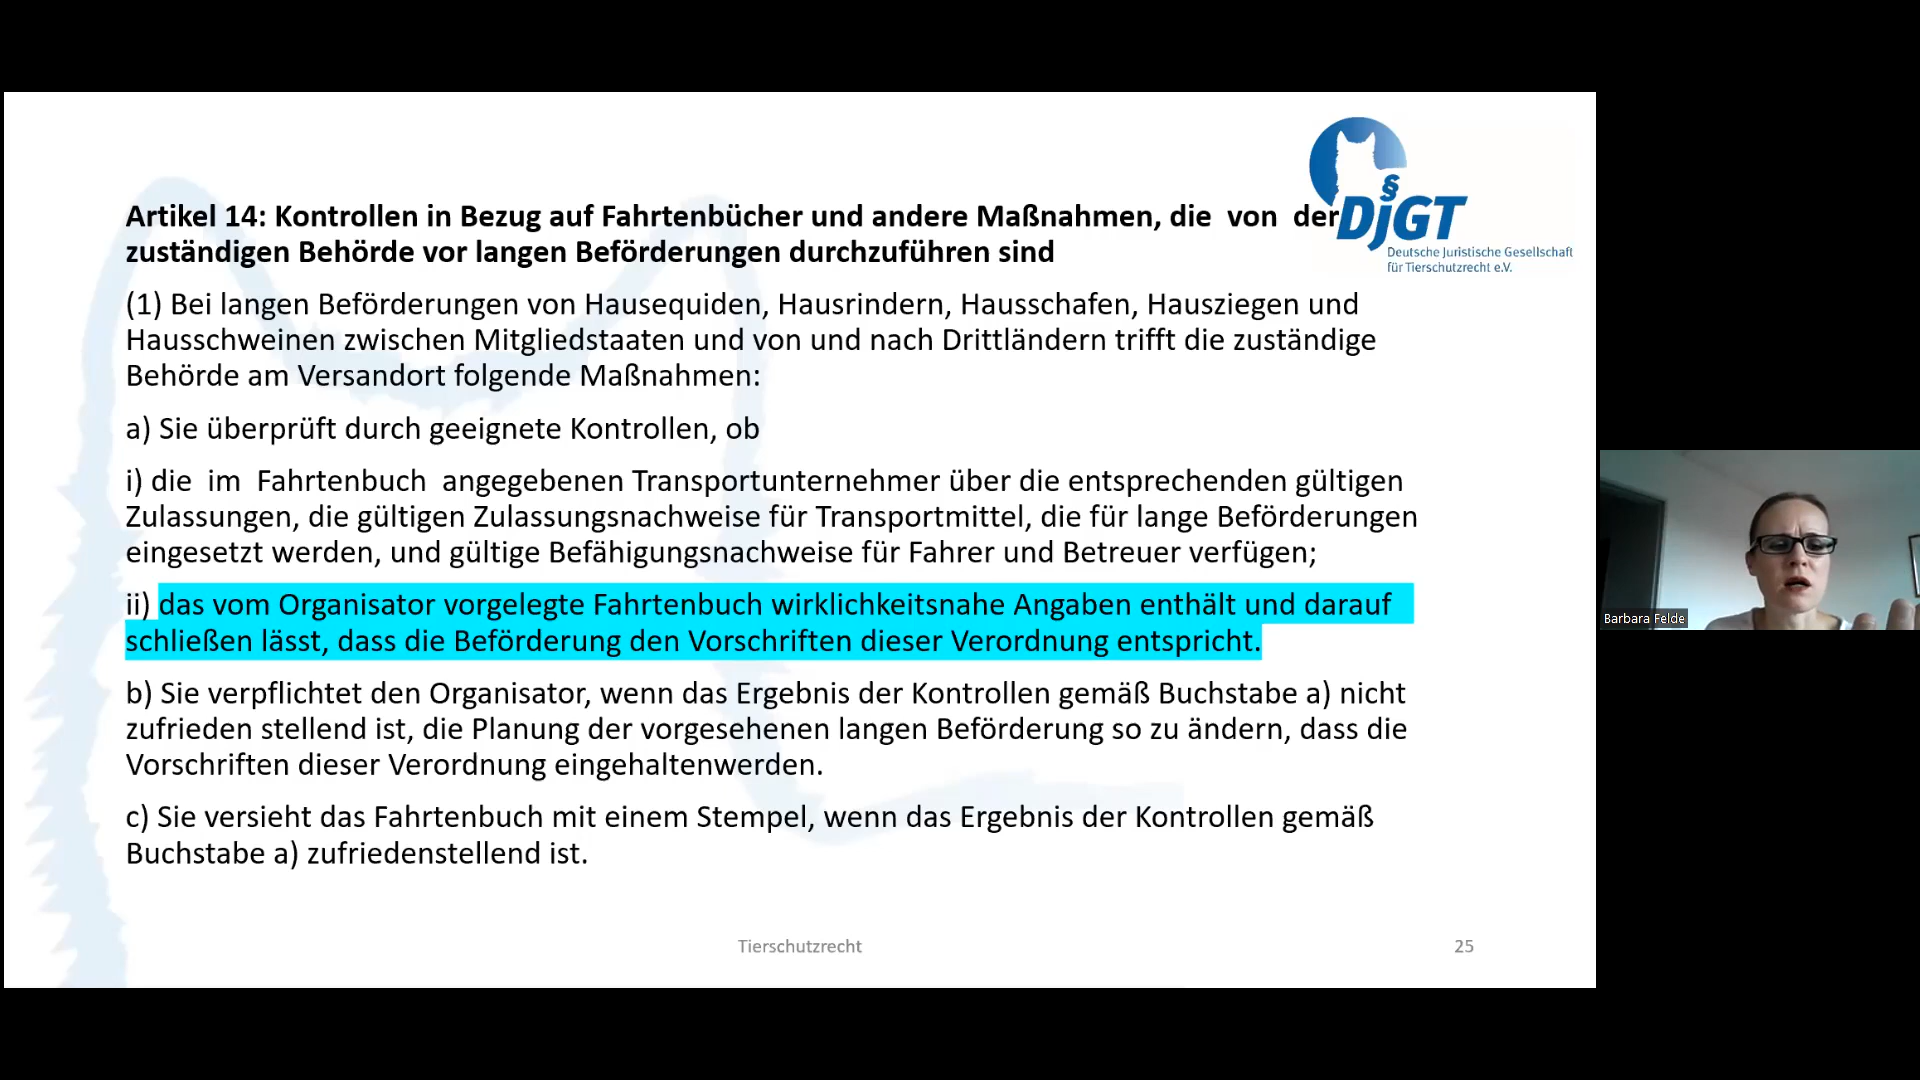 §
DJGT
Deutsche Juristische Gesellschaft
für Tierschutzrecht e.V.
Artikel 14: Kontrollen in Bezug auf Fahrtenbücher und andere Maßnahmen, die von der
zuständigen Behörde vor langen Beförderungen durchzuführen sind
(1) Bei langen Beförderungen von Hausequiden, Hausrindern, Hausschafen, Hausziegen und
Hausschweinen zwischen Mitgliedstaaten und von und nach Drittländern trifft die zuständige
Behörde am Versandort folgende Maßnahmen:
a) Sie überprüft durch geeignete Kontrollen, ob
i) die im Fahrtenbuch angegebenen Transportunternehmer über die entsprechenden gültigen
Zulassungen, die gültigen Zulassungsnachweise für Transportmittel, die für lange Beförderungen
eingesetzt werden, und gültige Befähigungsnachweise für Fahrer und Betreuer verfügen;
ii) das vom Organisator vorgelegte Fahrtenbuch wirklichkeitsnahe Angaben enthält und darauf
schließen lässt, dass die Beförderung den Vorschriften dieser Verordnung entspricht.
b) Sie verpflichtet den Organisator, wenn das Ergebnis der Kontrollen gemäß Buchstabe a) nicht
zufrieden stellend ist, die Planung der vorgesehenen langen Beförderung so zu ändern, dass die
Vorschriften dieser Verordnung eingehaltenwerden.
c) Sie versieht das Fahrtenbuch mit einem Stempel, wenn das Ergebnis der Kontrollen gemäß
Buchstabe a) zufriedenstellend ist.
Tierschutzrecht
25
Barbara Felde